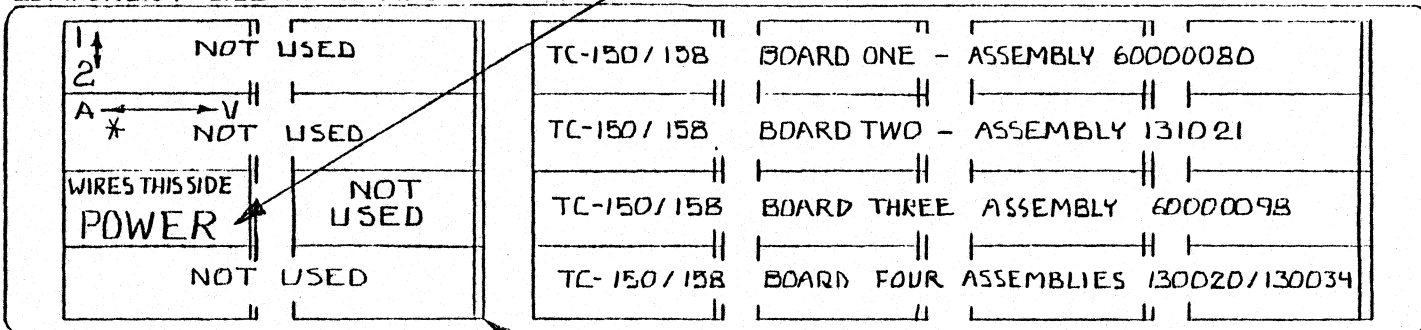 1
2
NOT USED
A V
*
NOT USED
WIRES THIS SIDE
POWER
NOT
USED
NOT USED
TC-150/158 BOARD ONE - ASSEMBLY 60000080
TC-150/158 BOARD TWO - ASSEMBLY 131021
TC-150/158 BOARD THREE ASSEMBLY 60000098
TC-150/158 BOARD FOUR ASSEMBLIES 130020/130034